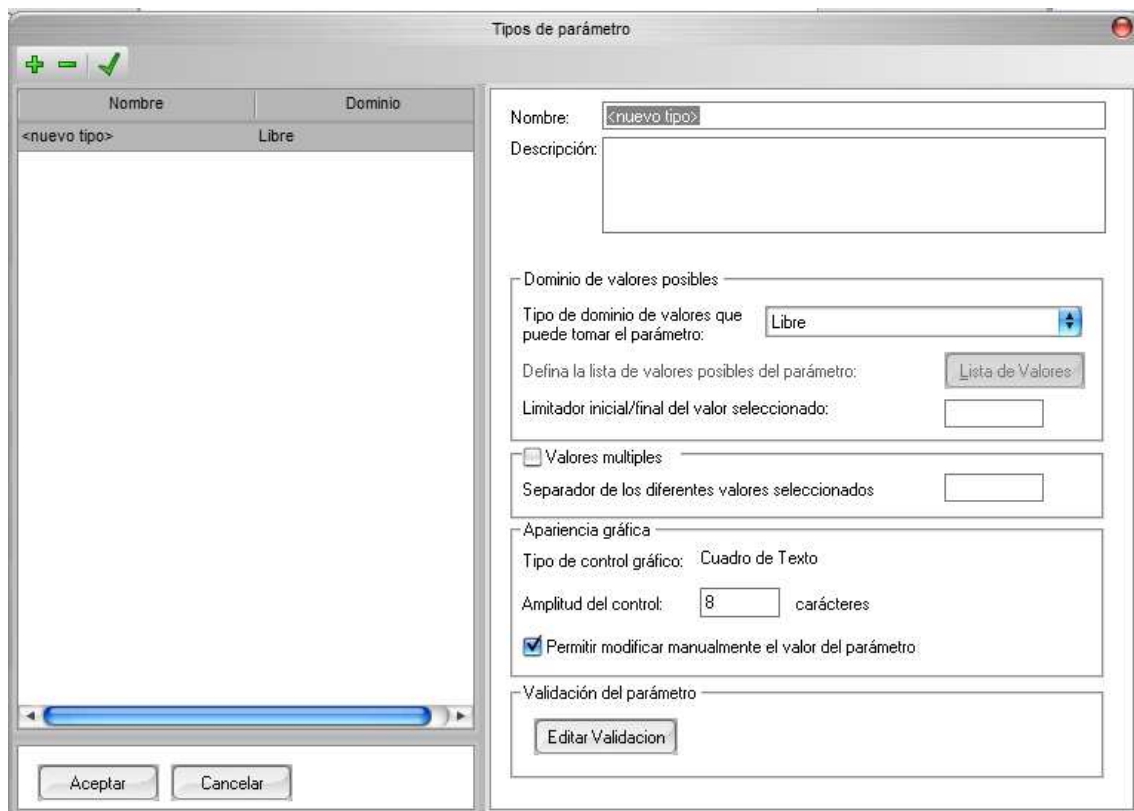 Tipos de parámetro
Nombre Dominio
<nuevo tipo> Libre
Aceptar Cancelar
Nombre: <nuevo tipo>
Descripción:
Dominio de valores posibles
Tipo de dominio de valores que
puede tomar el parámetro: Libre
Defina la lista de valores posibles del parámetro: Lista de Valores
Limitador inicial/final del valor seleccionado:
Valores multiples
Separador de los diferentes valores seleccionados
Apariencia gráfica
Tipo de control gráfico: Cuadro de Texto
Amplitud del control: 8 carácteres
Permitir modificar manualmente el valor del parámetro
Validación del parámetro
Editar Validacion